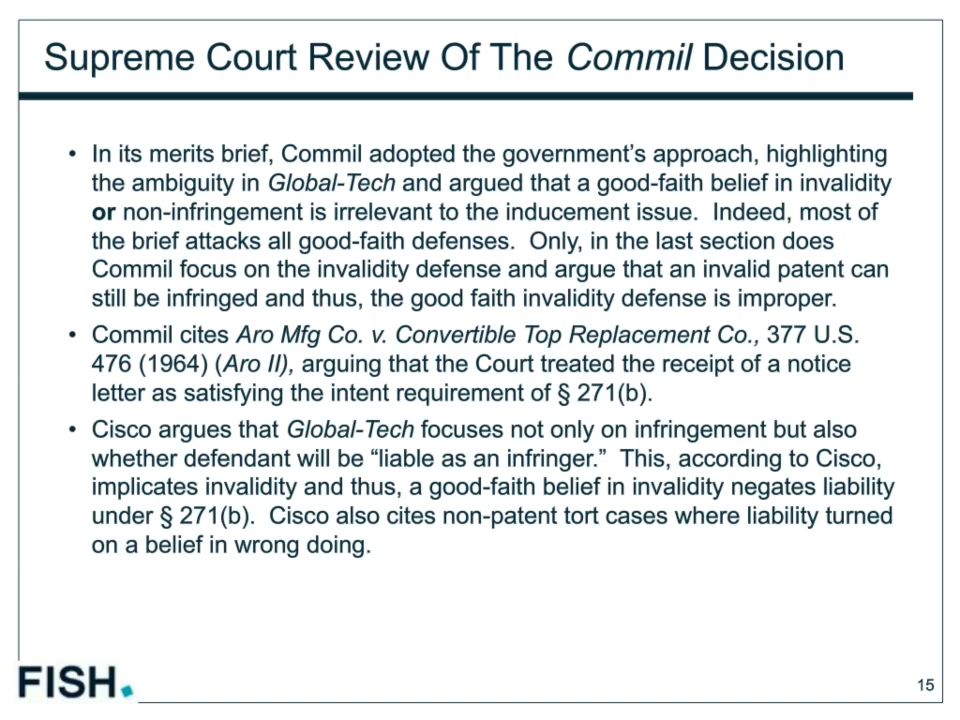 Supreme Court Review Of The Commil Decision
• In its merits brief, Commil adopted the government’s approach, highlighting
the ambiguity in Global-Tech and argued that a good-faith belief in invalidity
or non-infringement is irrelevant to the inducement issue.  Indeed, most of
the brief attacks all good-faith defenses.  Only, in the last section does
Commil focus on the invalidity defense and argue that an invalid patent can
still be infringed and thus, the good faith invalidity defense is improper.
• Commil cites Aro Mfg Co. v. Convertible Top Replacement Co., 377 U.S.
476 (1964) (Aro II), arguing that the Court treated the receipt of a notice
letter as satisfying the intent requirement of § 271(b).
• Cisco argues that Global-Tech focuses not only on infringement but also
whether defendant will be “liable as an infringer.”  This, according to Cisco,
implicates invalidity and thus, a good-faith belief in invalidity negates liability
under § 271(b).  Cisco also cites non-patent tort cases where liability turned
on a belief in wrong doing.
FISH.
15